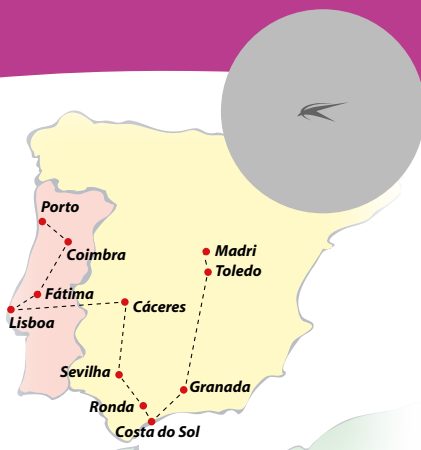 Porto
Coimbra
Madri
Toledo
Fátima
Cáceres
Lisboa
Sevilha
Granada
Ronda
Costa do Sol